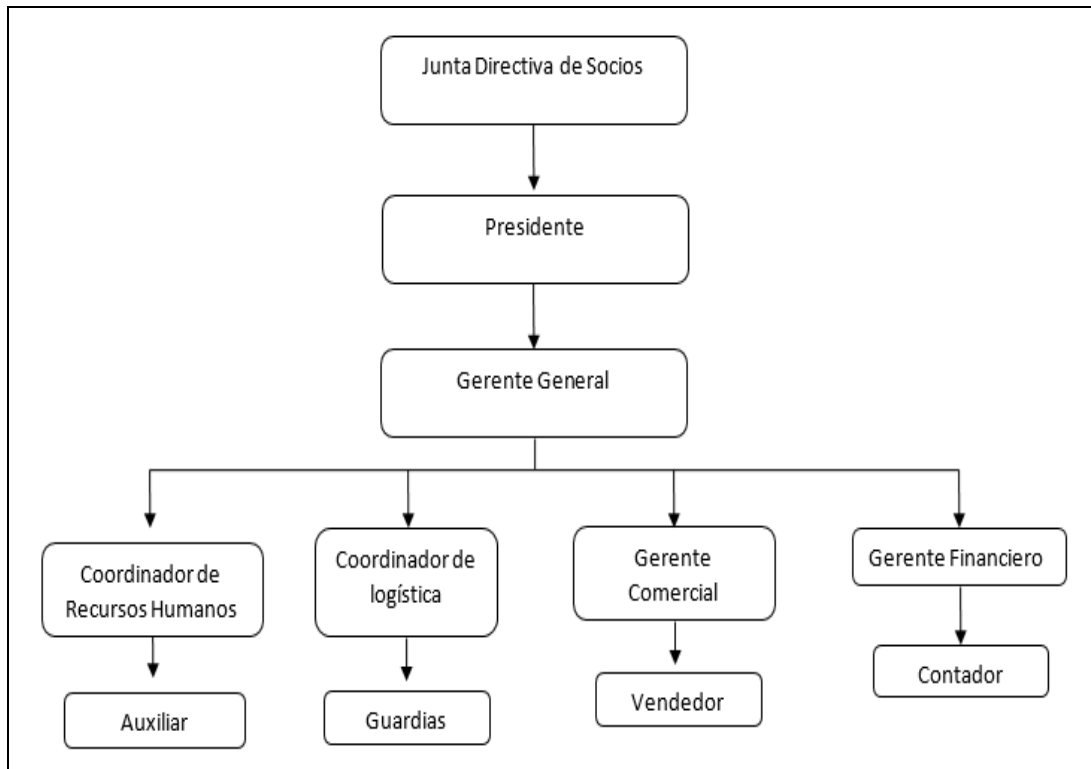 Junta Directiva de Socios
Presidente
Gerente General
Coordinador de
Recursos Humanos
Coordinador de
logística
Gerente
Comercial
Gerente Financiero
Auxiliar
Guardias
Vendedor
Contador